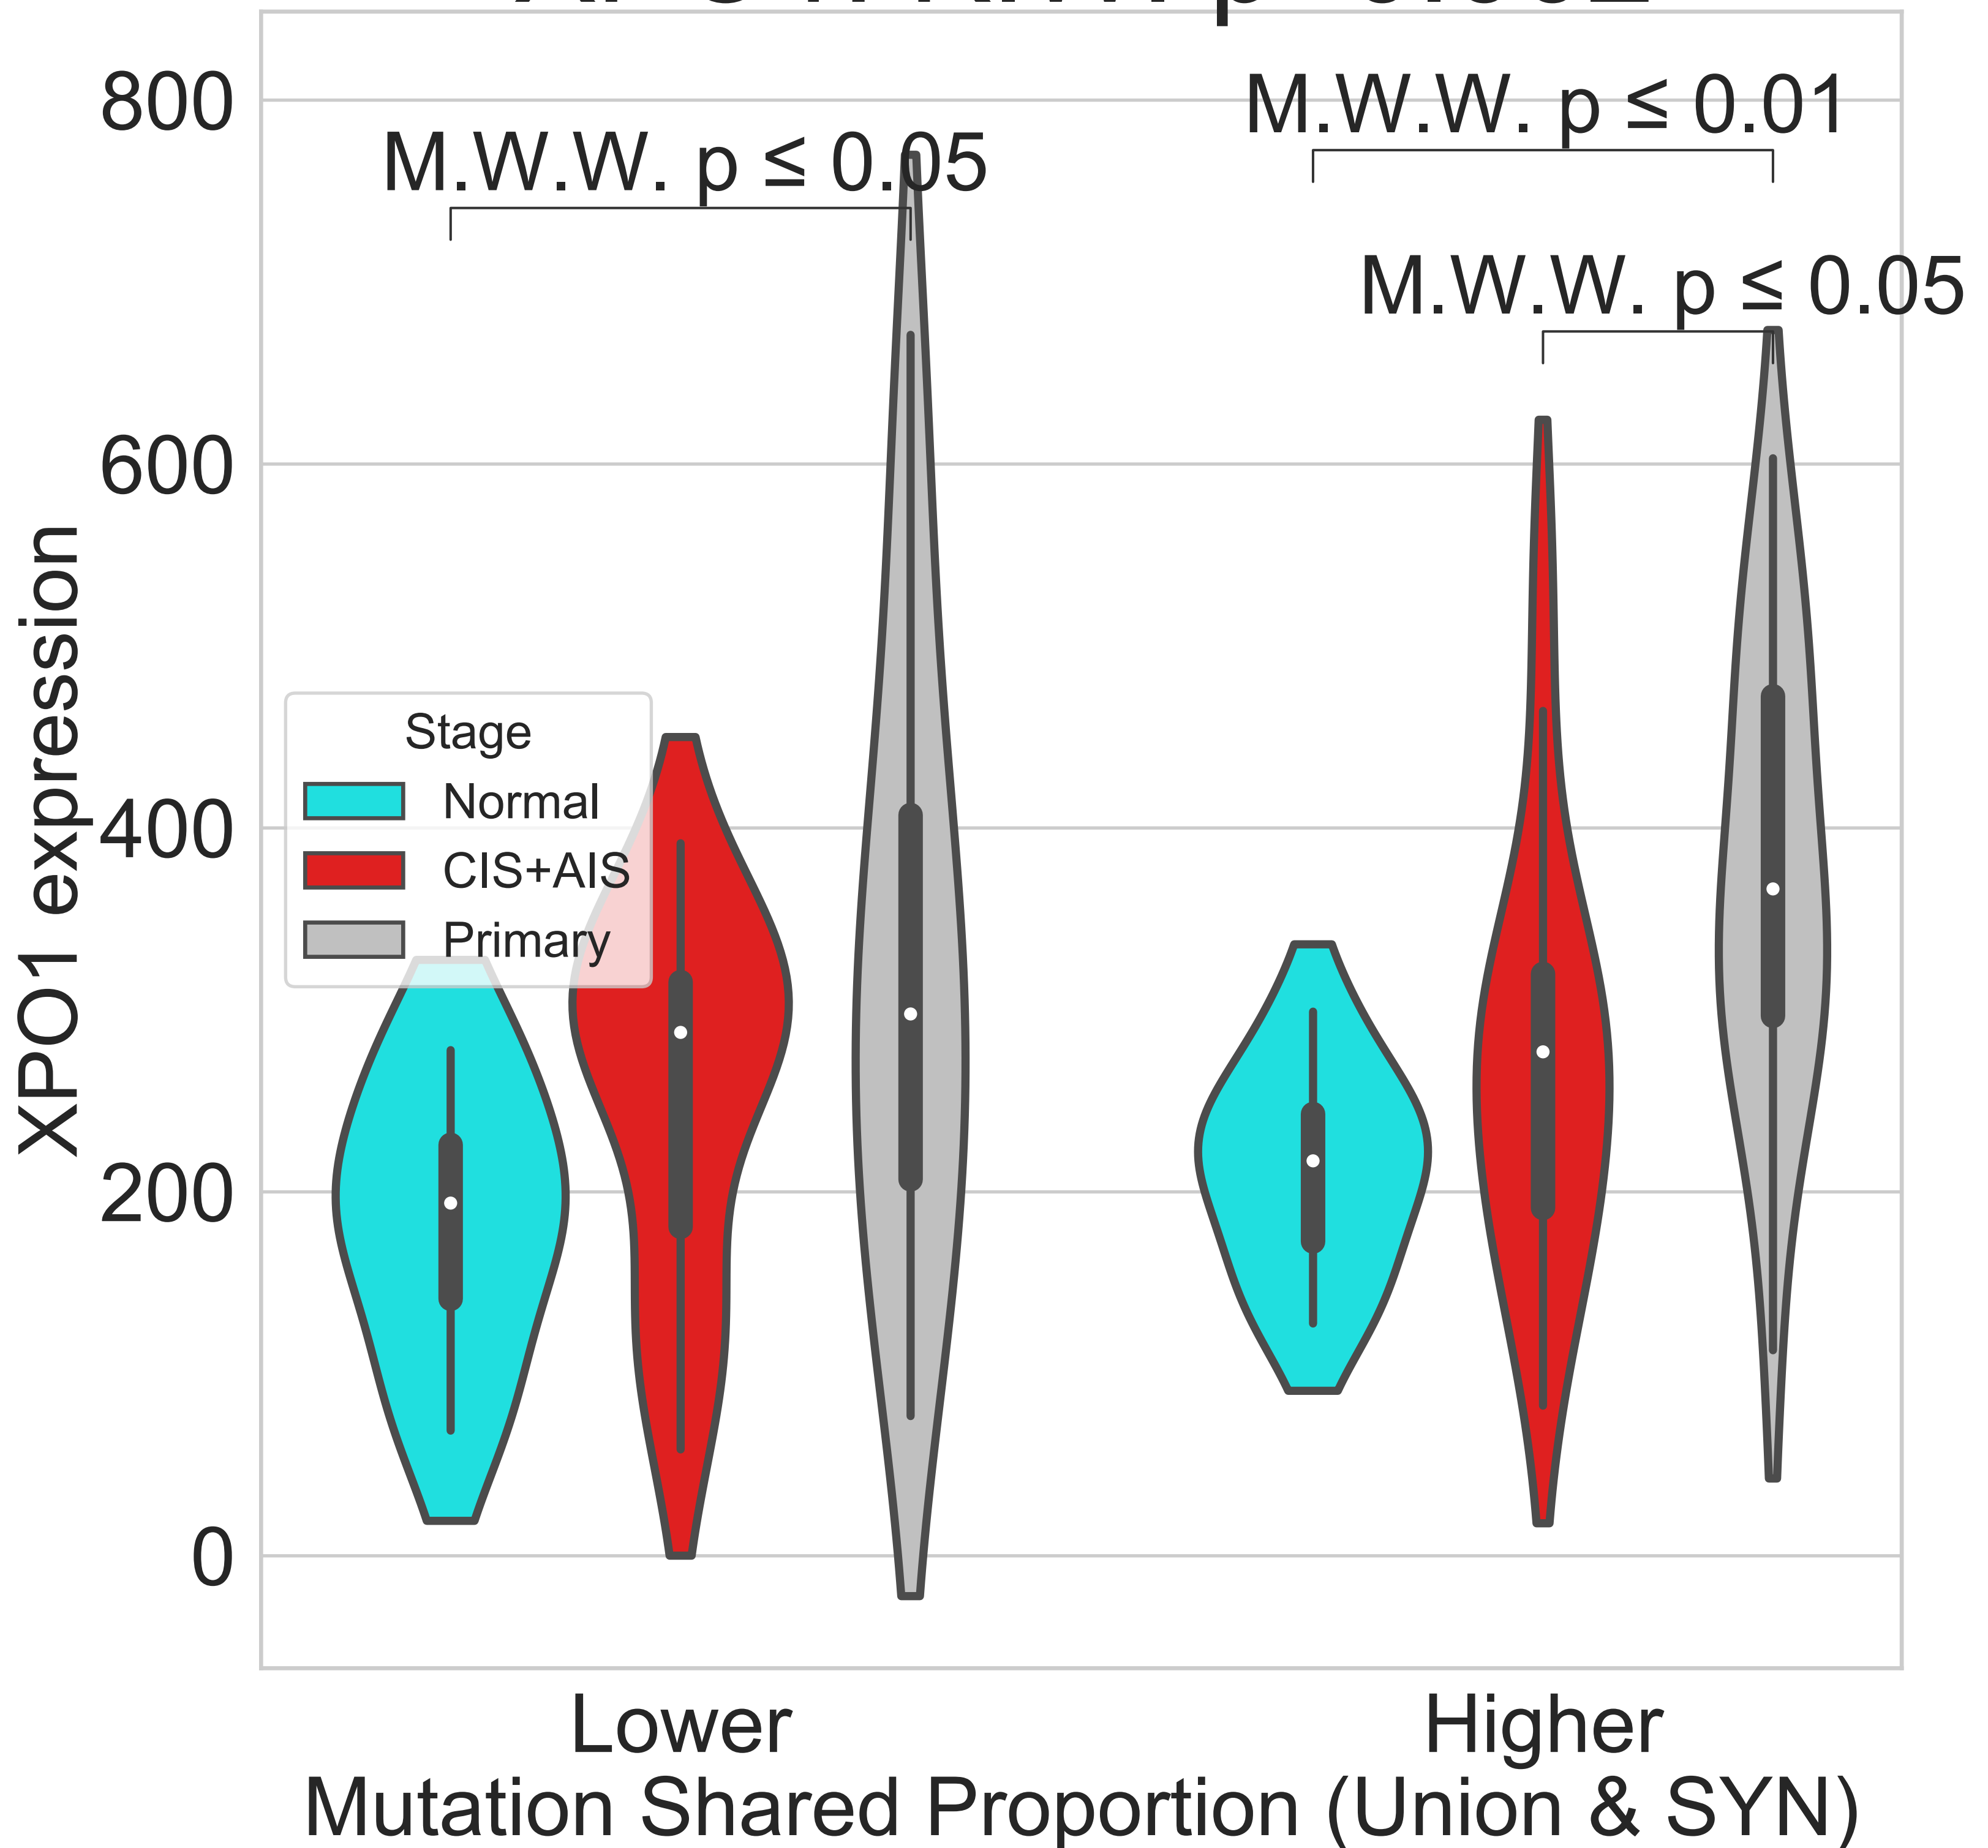 800
M.W.W. p ≤ 0.01
M.W.W. p ≤ 0.05
M.W.W. p ≤ 0.05
600
XPO1 expression
Stage
Normal
CIS+AIS
Primary
400
200
0
Lower
Higher
Mutation Shared Proportion (Union & SYN)